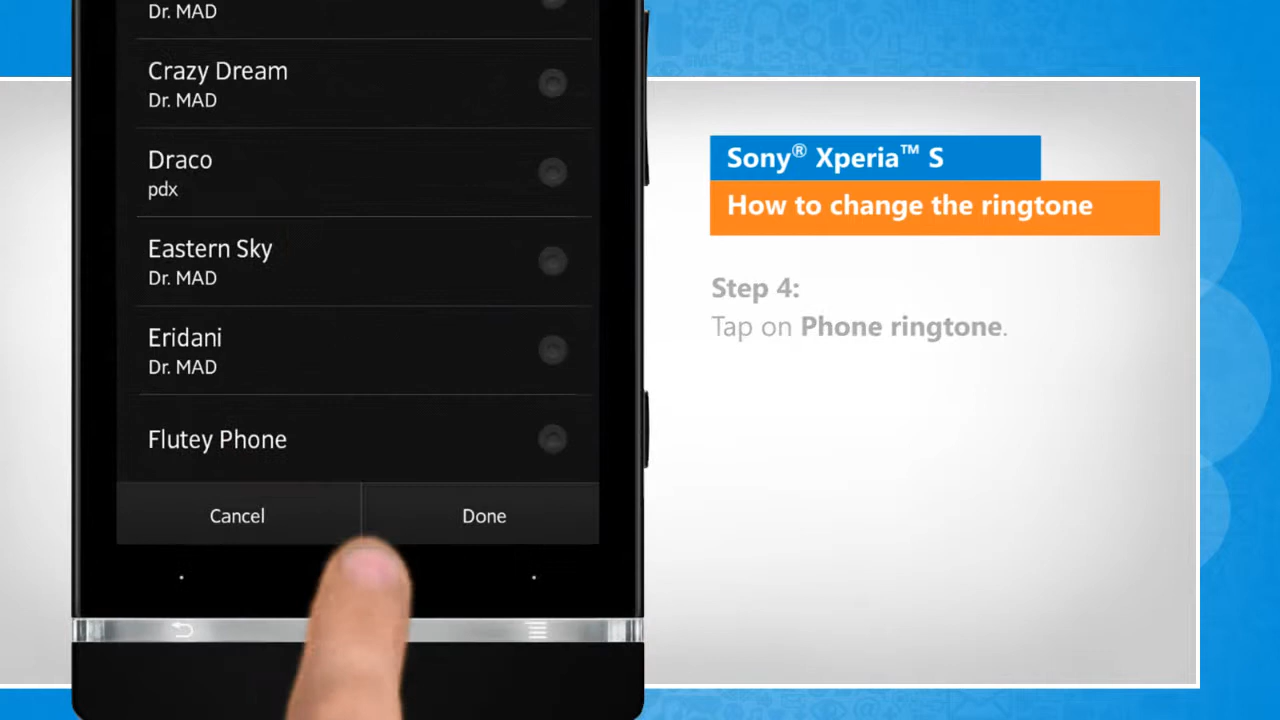 Dr. MAD
Crazy Dream
Dr. MAD
Draco
pdx
Eastern Sky
Dr. MAD
Eridani
Dr. MAD
Flutey Phone
Cancel
Done
Sony® Xperia™ S
How to change the ringtone
Step 4:
Tap on Phone ringtone.
SMS